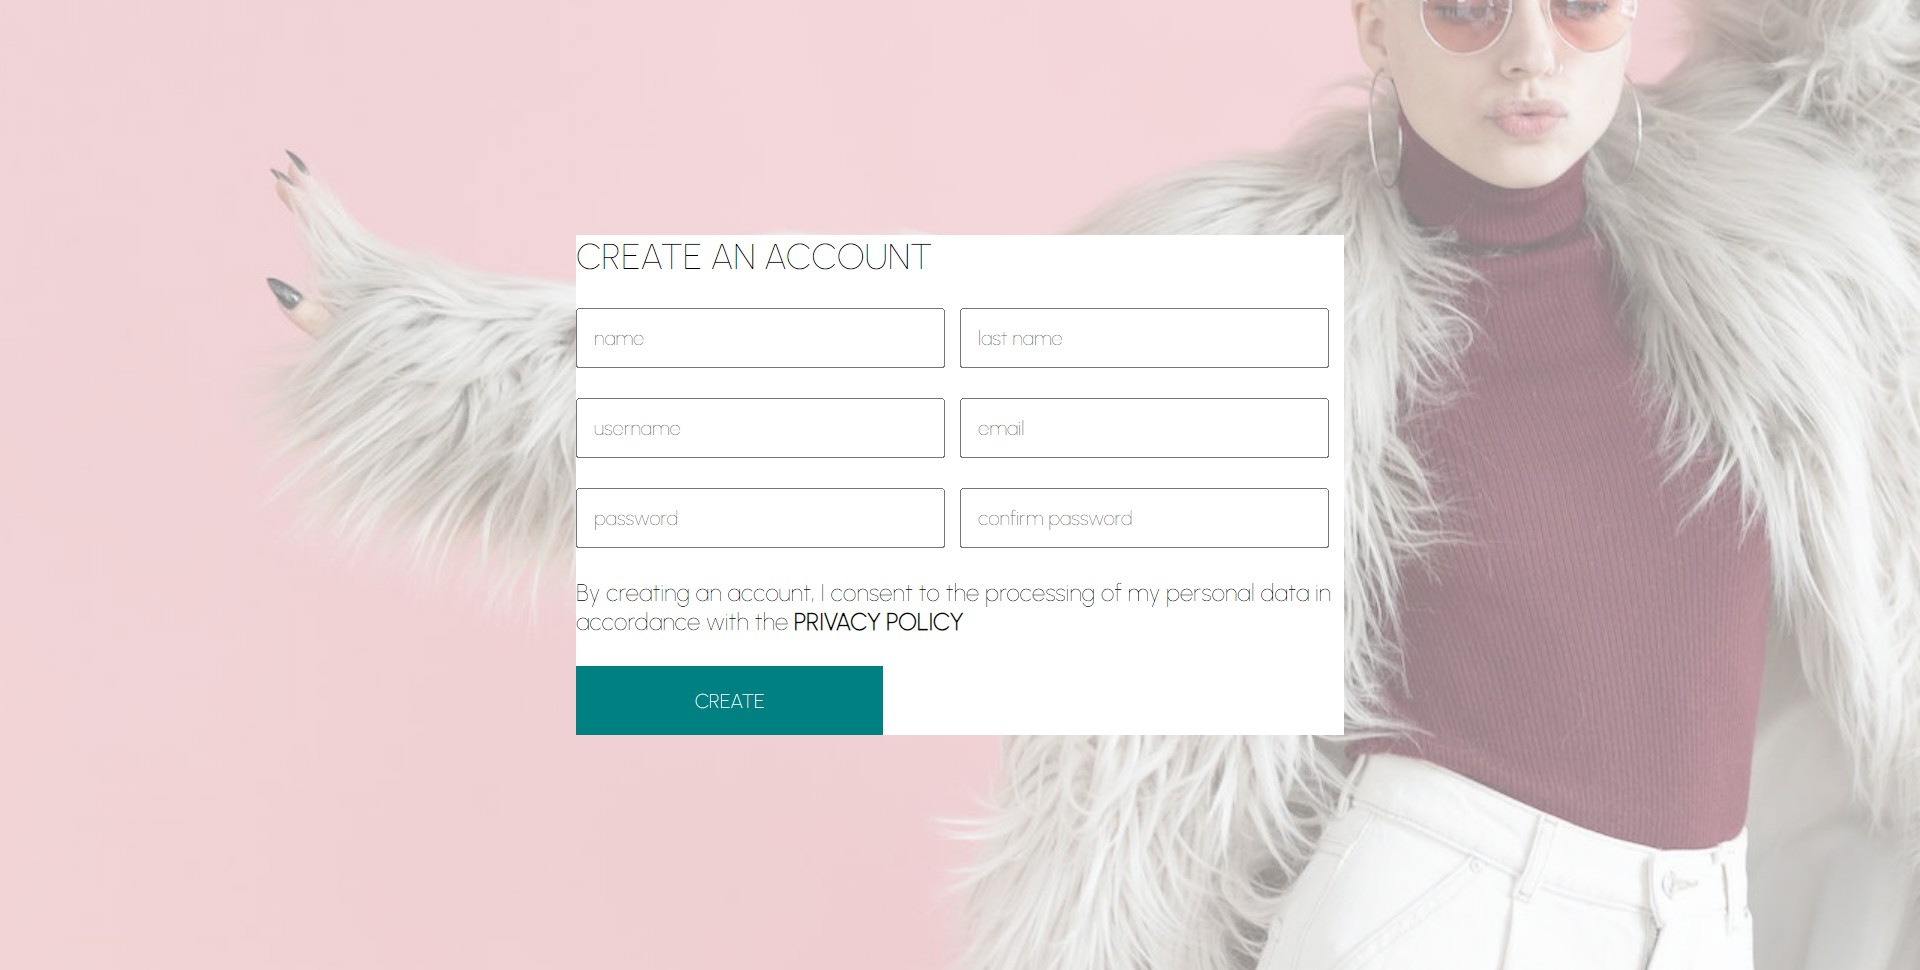 CREATE AN ACCOUNT
name
last name
username
email
password
confirm password
By creating an account, I consent to the processing of my personal data in
accordance with the PRIVACY POLICY
CREATE